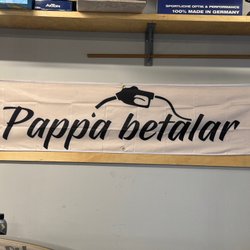 SPORTLICHE OPTIK & PERFORMANCE
100% MADE IN GERMANY
Pappa betalar